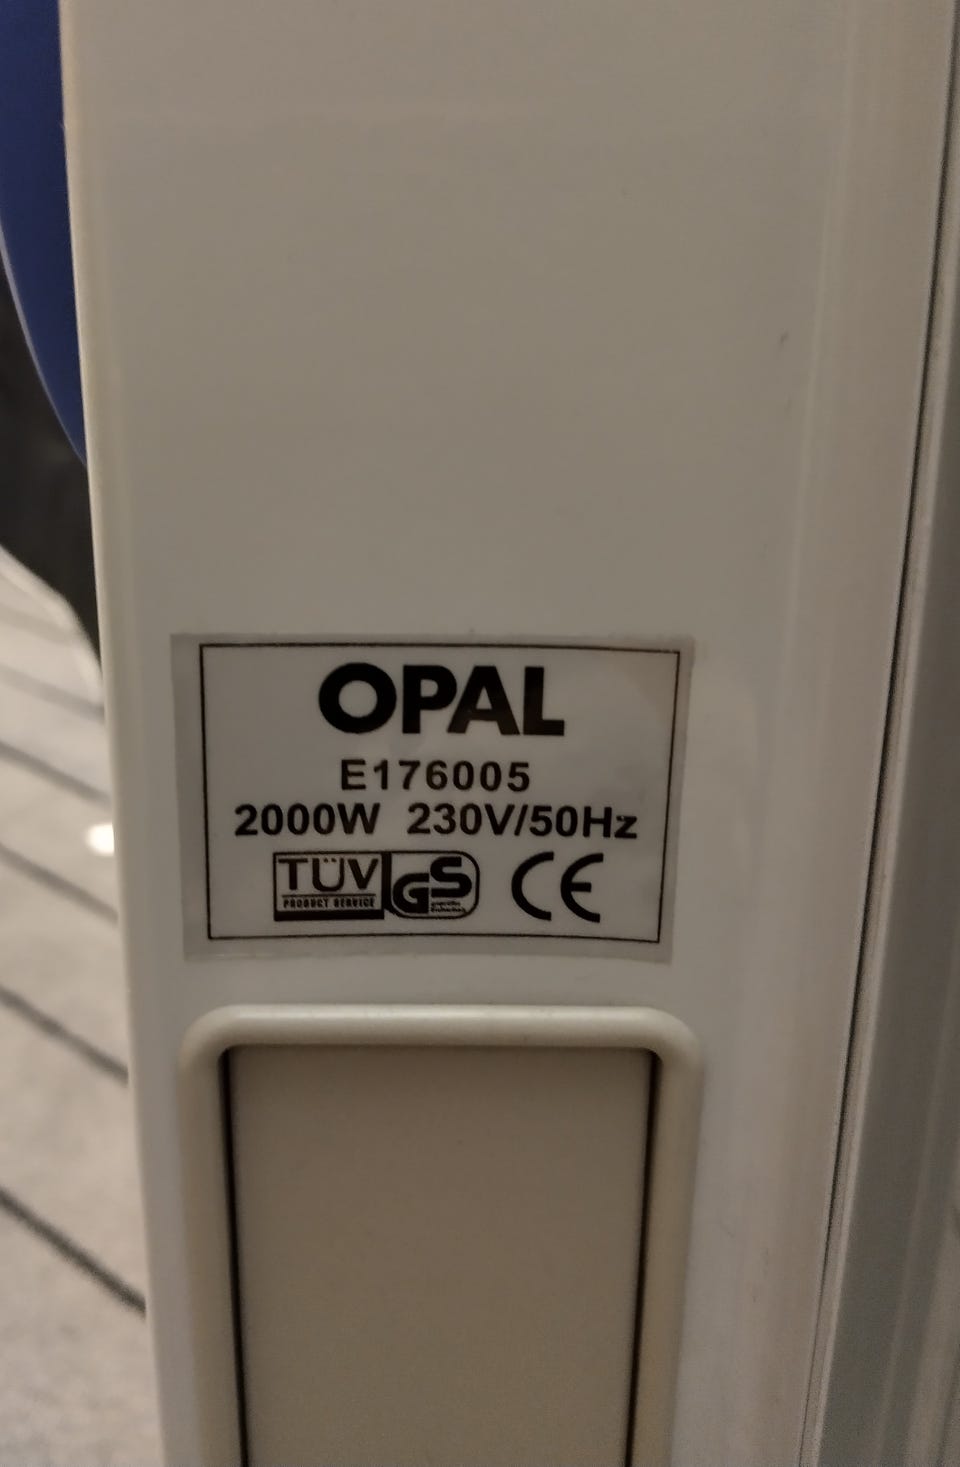 OPAL
E176005
2000W 230V/50Hz
TÜV GS CE
PRODUCT SERVICE